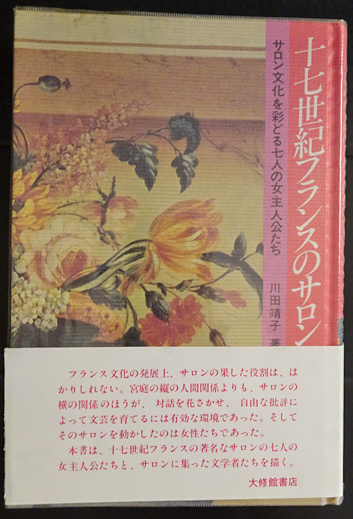 十七世紀フランスのサロン
サロン文化を彩どる七人の女主人公たち
川田靖子 著
フランス文化の発展上、サロンの果した役割は、は
かりしれない。宮庭の縦の人間関係よりも、サロンの
横の関係のほうが、対話を花させ、自由な批評に
よって文芸を育てるには有効な環境であった。そして
そのサロンを動かしたのは女性たちであった。
本書は、十七世紀フランスの著名なサロンの七人の
女主人公たちと、サロンに集った文学者たちを描く。
大修館書店